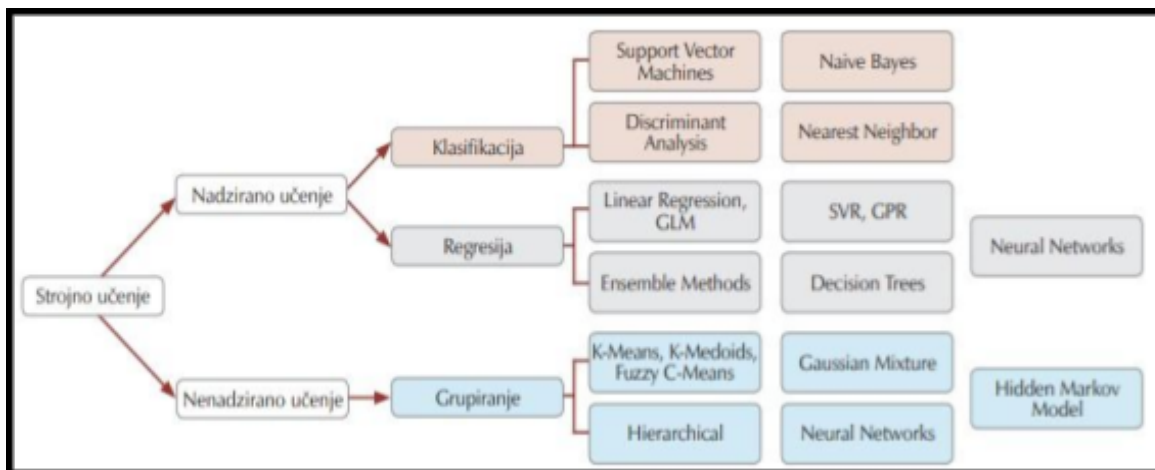 Support Vector
Machines
Naive Bayes
Klasifikacija
Discriminant
Analysis
Nearest Neighbor
Nadzirano učenje
Linear Regression,
GLM
SVR, GPR
Regresija
Neural Networks
Ensemble Methods
Decision Trees
Strojno učenje
K-Means, K-Medoids,
Fuzzy C-Means
Gaussian Mixture
Nenadzirano učenje
Grupiranje
Hidden Markov
Model
Hierarchical
Neural Networks